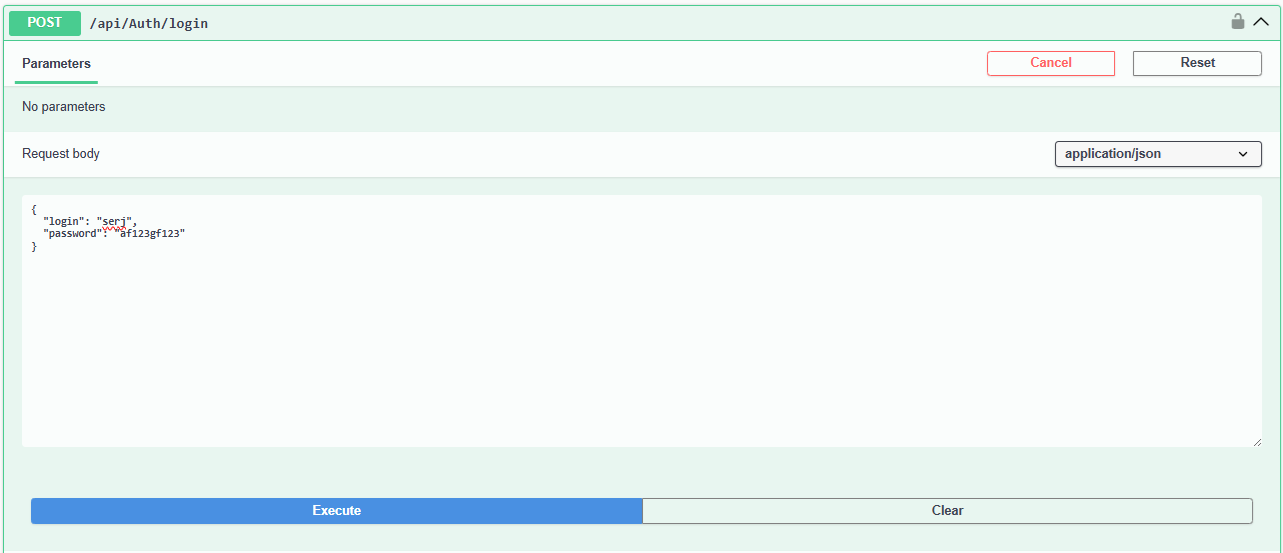 POST /api/Auth/login
Parameters Cancel Reset
No parameters
Request body application/json
{
  "login": "serj",
  "password": "af123gf123"
}
Execute Clear